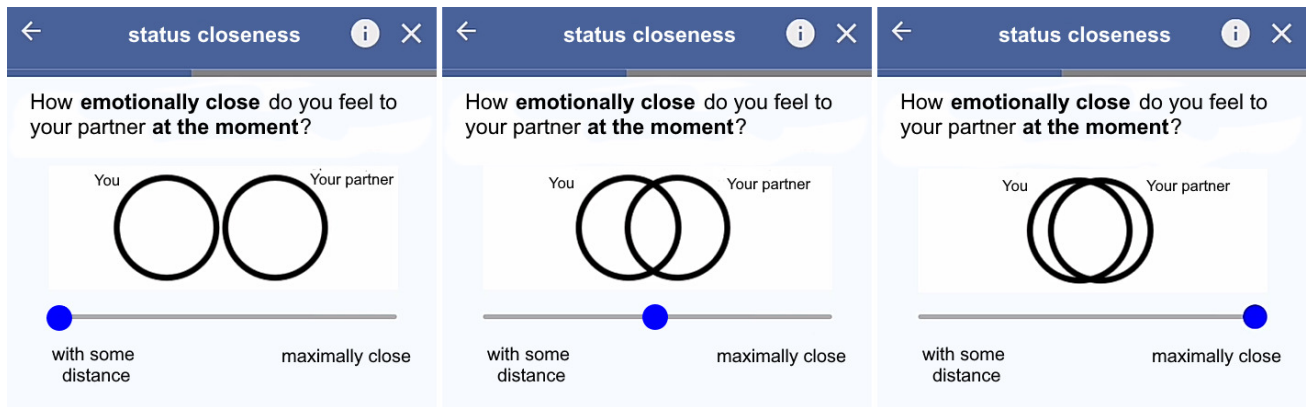 status closeness
How emotionally close do you feel to
your partner at the moment?
You
Your partner
with some
distance
maximally close
status closeness
How emotionally close do you feel to
your partner at the moment?
You
Your partner
with some
distance
maximally close
status closeness
How emotionally close do you feel to
your partner at the moment?
You
Your partner
with some
distance
maximally close